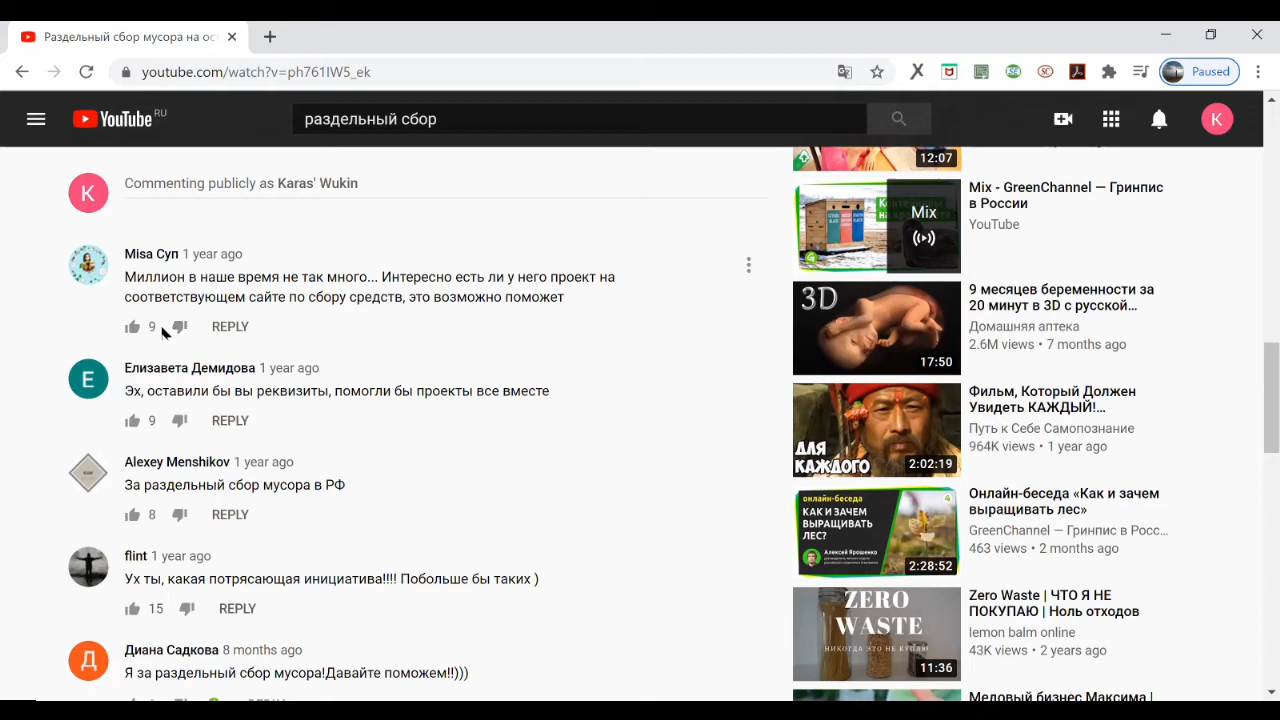 Раздельный сбор мусора на ос
youtube.com/watch?v=ph761IW5_ek
Paused
YouTube RU
раздельный сбор
K
K
Commenting publicly as Karas' Wukin
Misa Суп 1 year ago
Миллион в наше время не так много... Интересно есть ли у него проект на
соответствующем сайте по сбору средств, это возможно поможет
9 REPLY
Е
Елизавета Демидова 1 year ago
Эх, оставили бы вы реквизиты, помогли бы проекты все вместе
9 REPLY
Alexey Menshikov 1 year ago
За раздельный сбор мусора в РФ
8 REPLY
flint 1 year ago
Ух ты, какая потрясающая инициатива!!!! Побольше бы таких )
15 REPLY
Д
Диана Садкова 8 months ago
Я за раздельный сбор мусора!Давайте поможем!!)))
12:07
Mix
Mix - GreenChannel — Гринпис
в России
YouTube
3D
17:50
9 месяцев беременности за
20 минут в 3D с русской...
Домашняя аптека
2.6M views • 7 months ago
ДЛЯ
КАЖДОГО
2:02:19
Фильм, Который Должен
Увидеть КАЖДЫЙ!...
Путь к Себе Самопознание
964K views • 1 year ago
онлайн-беседа
КАК И ЗАЧЕМ
ВЫРАЩИВАТЬ
ЛЕС?
Алексей Ярошенко
2:28:52
Онлайн-беседа «Как и зачем
выращивать лес»
GreenChannel — Гринпис в Росс...
463 views • 2 months ago
ZERO
WASTE
НИКОГДА ЭТО НЕ КУПЛЮ
11:36
Zero Waste | ЧТО Я НЕ
ПОКУПАЮ | Ноль отходов
lemon balm online
43K views • 2 years ago
Медовый бизнес Максима |